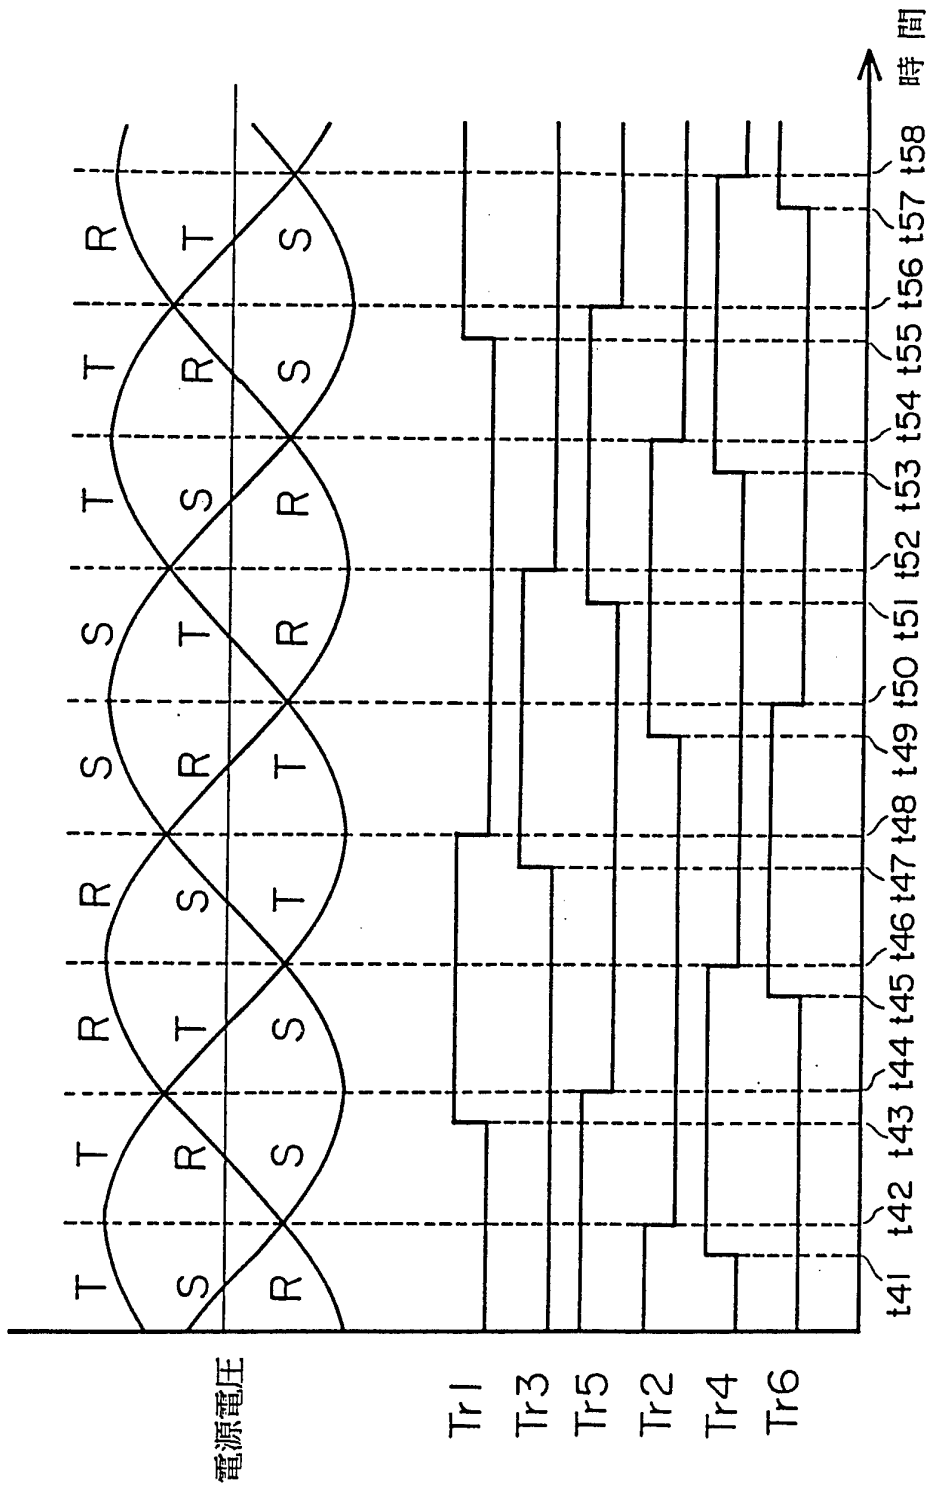 電源電圧
T T R R S S T T R
S R T S R T S R T
R S S T T R R S S
Tr1
Tr3
Tr5
Tr2
Tr4
Tr6
t41 t42 t43 t44 t45 t46 t47 t48 t49 t50 t51 t52 t53 t54 t55 t56 t57 t58
時間